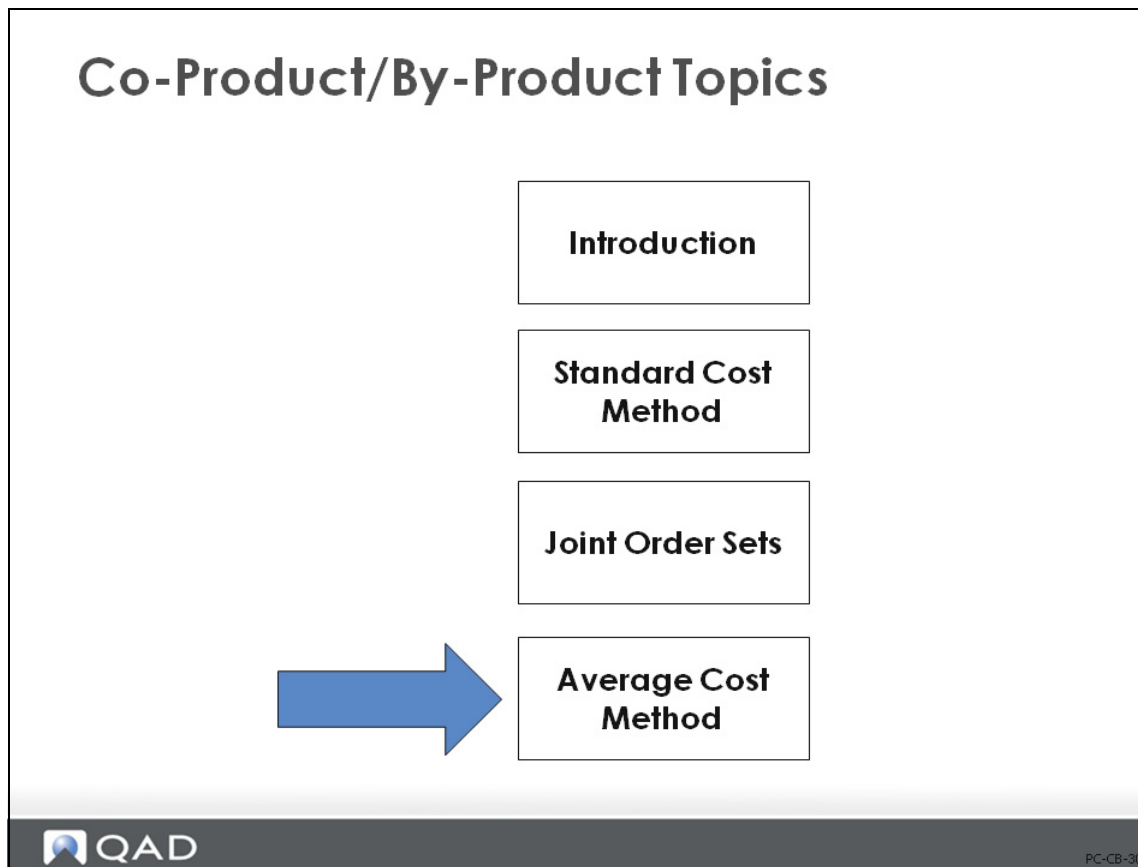 Co-Product/By-Product Topics
Introduction
Standard Cost
Method
Joint Order Sets
Average Cost
Method
QAD